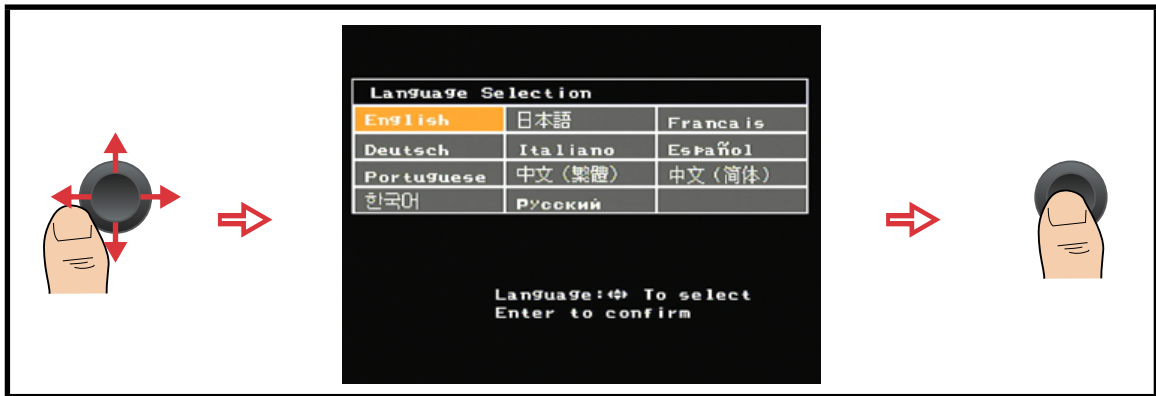 Language Selection
English 日本語 Francais
Deutsch Italiano Español
Portuguese 中文（繁體） 中文（简体）
한국어 Русский
Language: To select
Enter to confirm